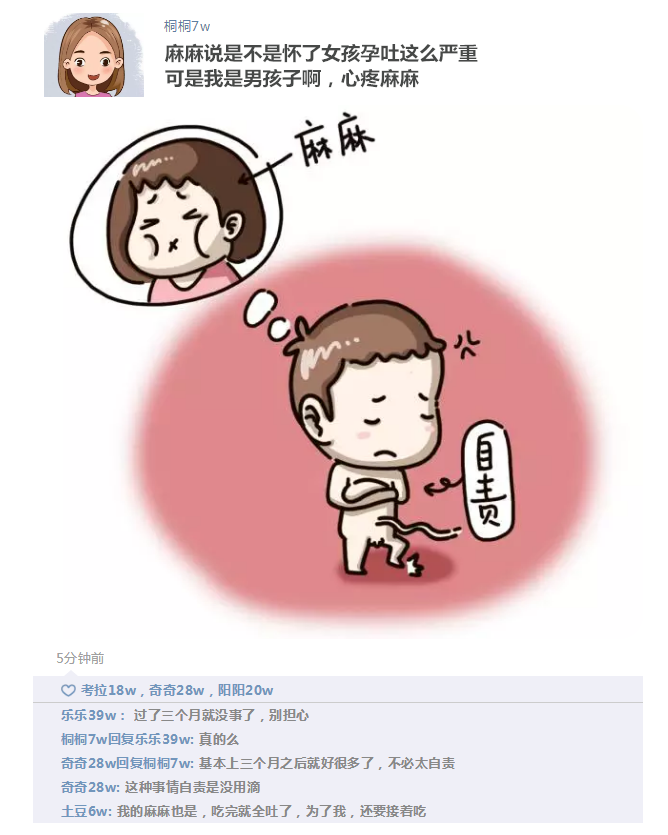 桐桐7w
麻麻说是不是怀了女孩孕吐这么严重
可是我是男孩子啊，心疼麻麻
麻麻
自责
5分钟前
考拉18w，奇奇28w，阳阳20w
乐乐39w： 过了三个月就没事了，别担心
桐桐7w回复乐乐39w: 真的么
奇奇28w回复桐桐7w: 基本上三个月之后就好很多了，不必太自责
奇奇28w: 这种事情自责是没用滴
土豆6w: 我的麻麻也是，吃完就全吐了，为了我，还要接着吃